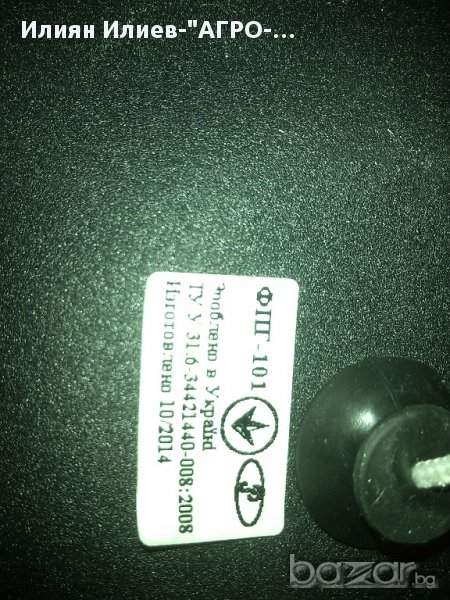 Илиян Илиев-"АГРО-...
ФПГ-101
Зроблено в Україні
ТУ У 31.6-34421440-008:2008
Изготовлено 10/2014
bazar.bg